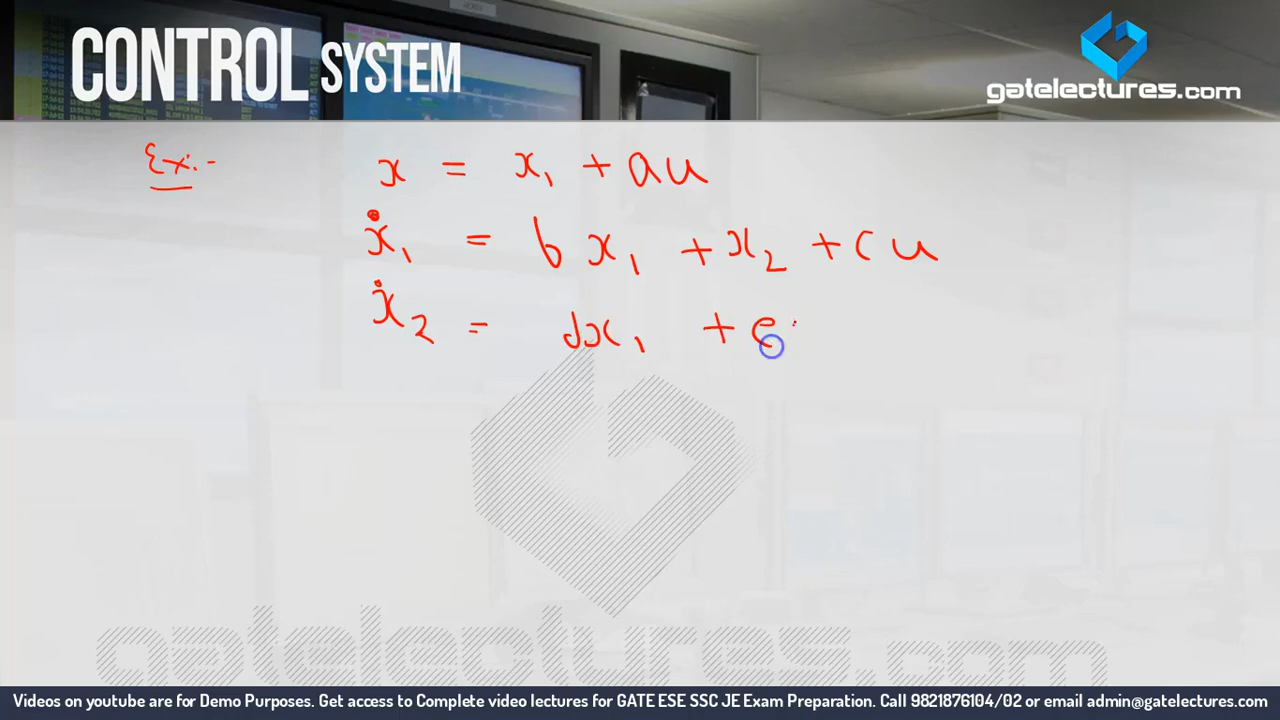 CONTROL SYSTEM
gatelectures.com
Ex:-
x = x₁ + au
ẋ₁ = bx₁ + x₂ + cu
ẋ₂ = dx₁ + e
gatelectures.com
Videos on youtube are for Demo Purposes. Get access to Complete video lectures for GATE ESE SSC JE Exam Preparation. Call 9821876104/02 or email admin@gatelectures.com